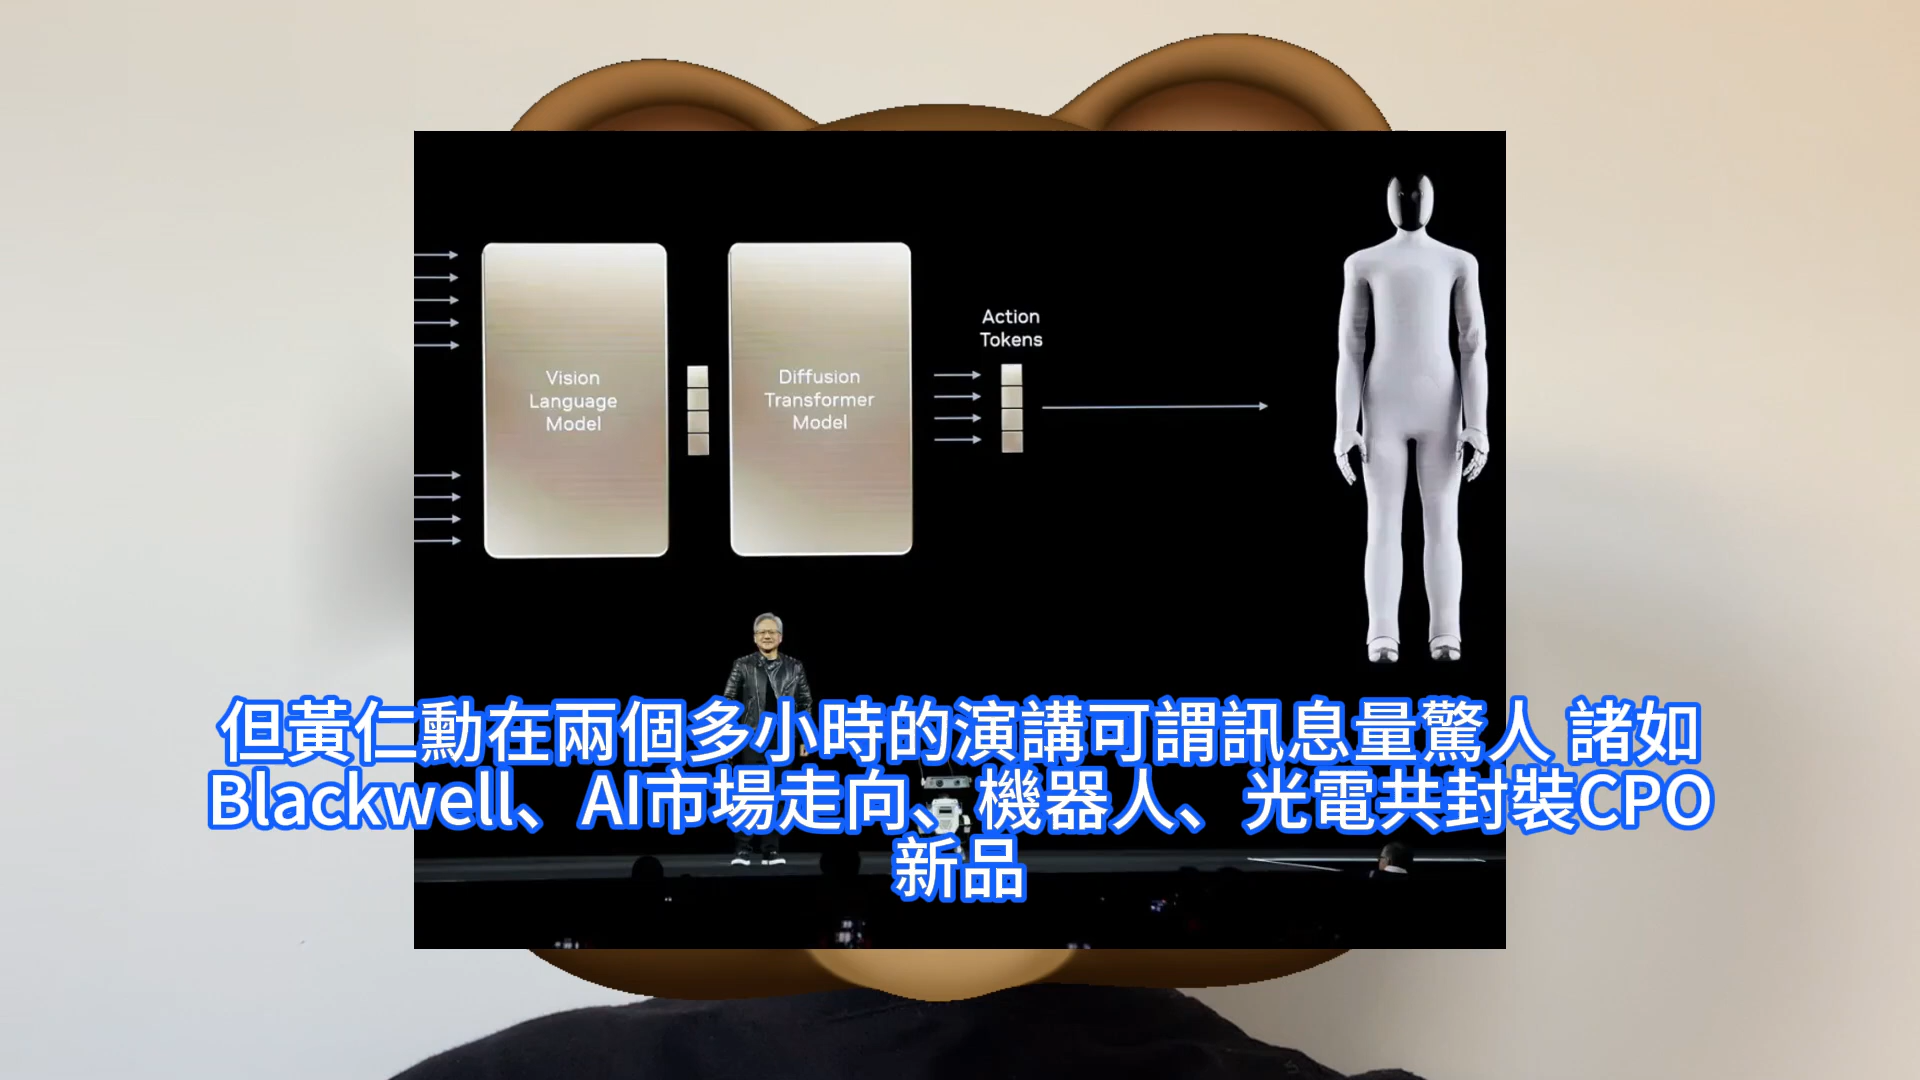 Vision
Language
Model
Diffusion
Transformer
Model
Action
Tokens
但黃仁勳在兩個多小時的演講可謂訊息量驚人 諸如
Blackwell、AI市場走向、機器人、光電共封裝CPO
新品